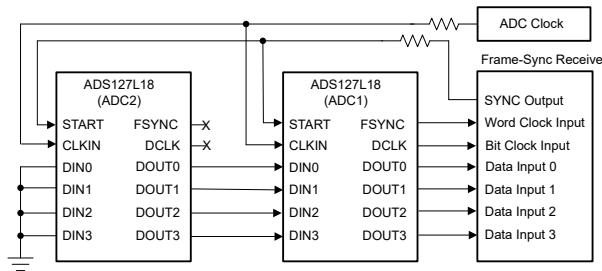 ADC Clock
Frame-Sync Receive
ADS127L18
(ADC2)
START FSYNC X
CLKIN DCLK X
DIN0 DOUT0
DIN1 DOUT1
DIN2 DOUT2
DIN3 DOUT3
ADS127L18
(ADC1)
START FSYNC
CLKIN DCLK
DIN0 DOUT0
DIN1 DOUT1
DIN2 DOUT2
DIN3 DOUT3
SYNC Output
Word Clock Input
Bit Clock Input
Data Input 0
Data Input 1
Data Input 2
Data Input 3